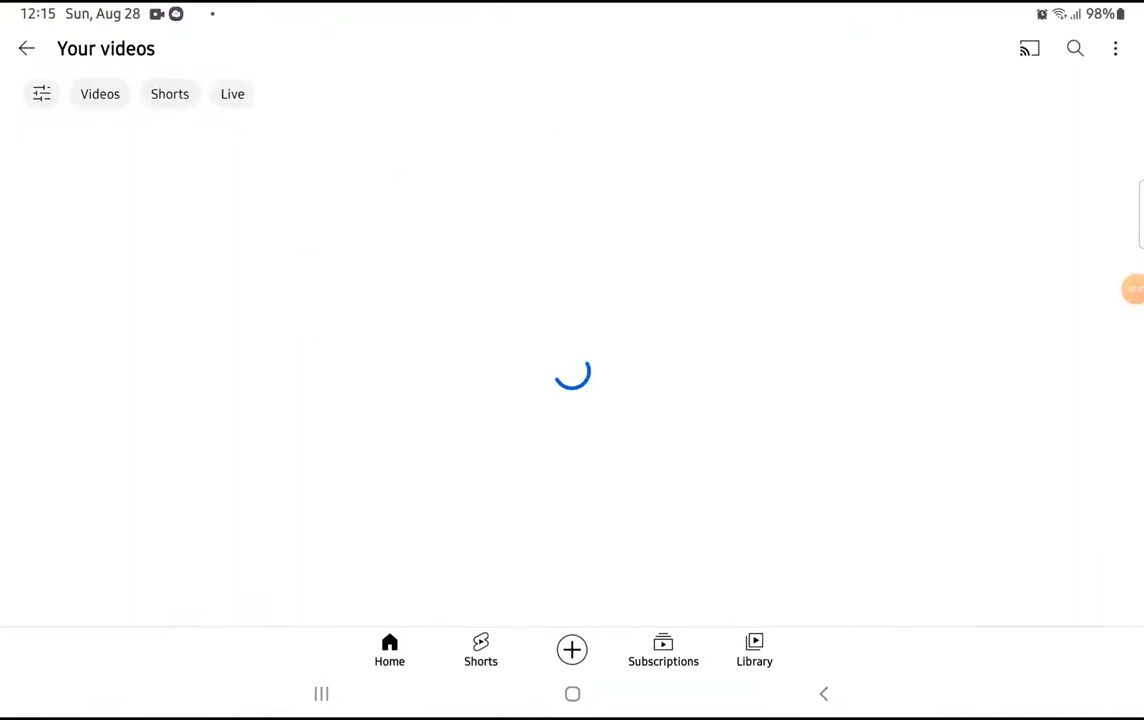 12:15 Sun, Aug 28
98%
Your videos
Videos
Shorts
Live
Home
Shorts
Subscriptions
Library